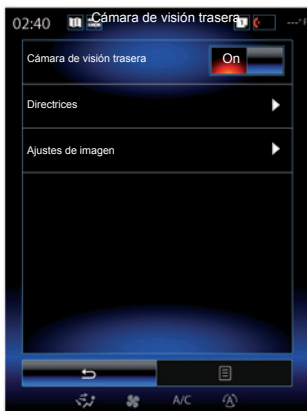 02:40 Cámara de visión trasera ---°F
Cámara de visión trasera On
Directrices
Ajustes de imagen
A/C